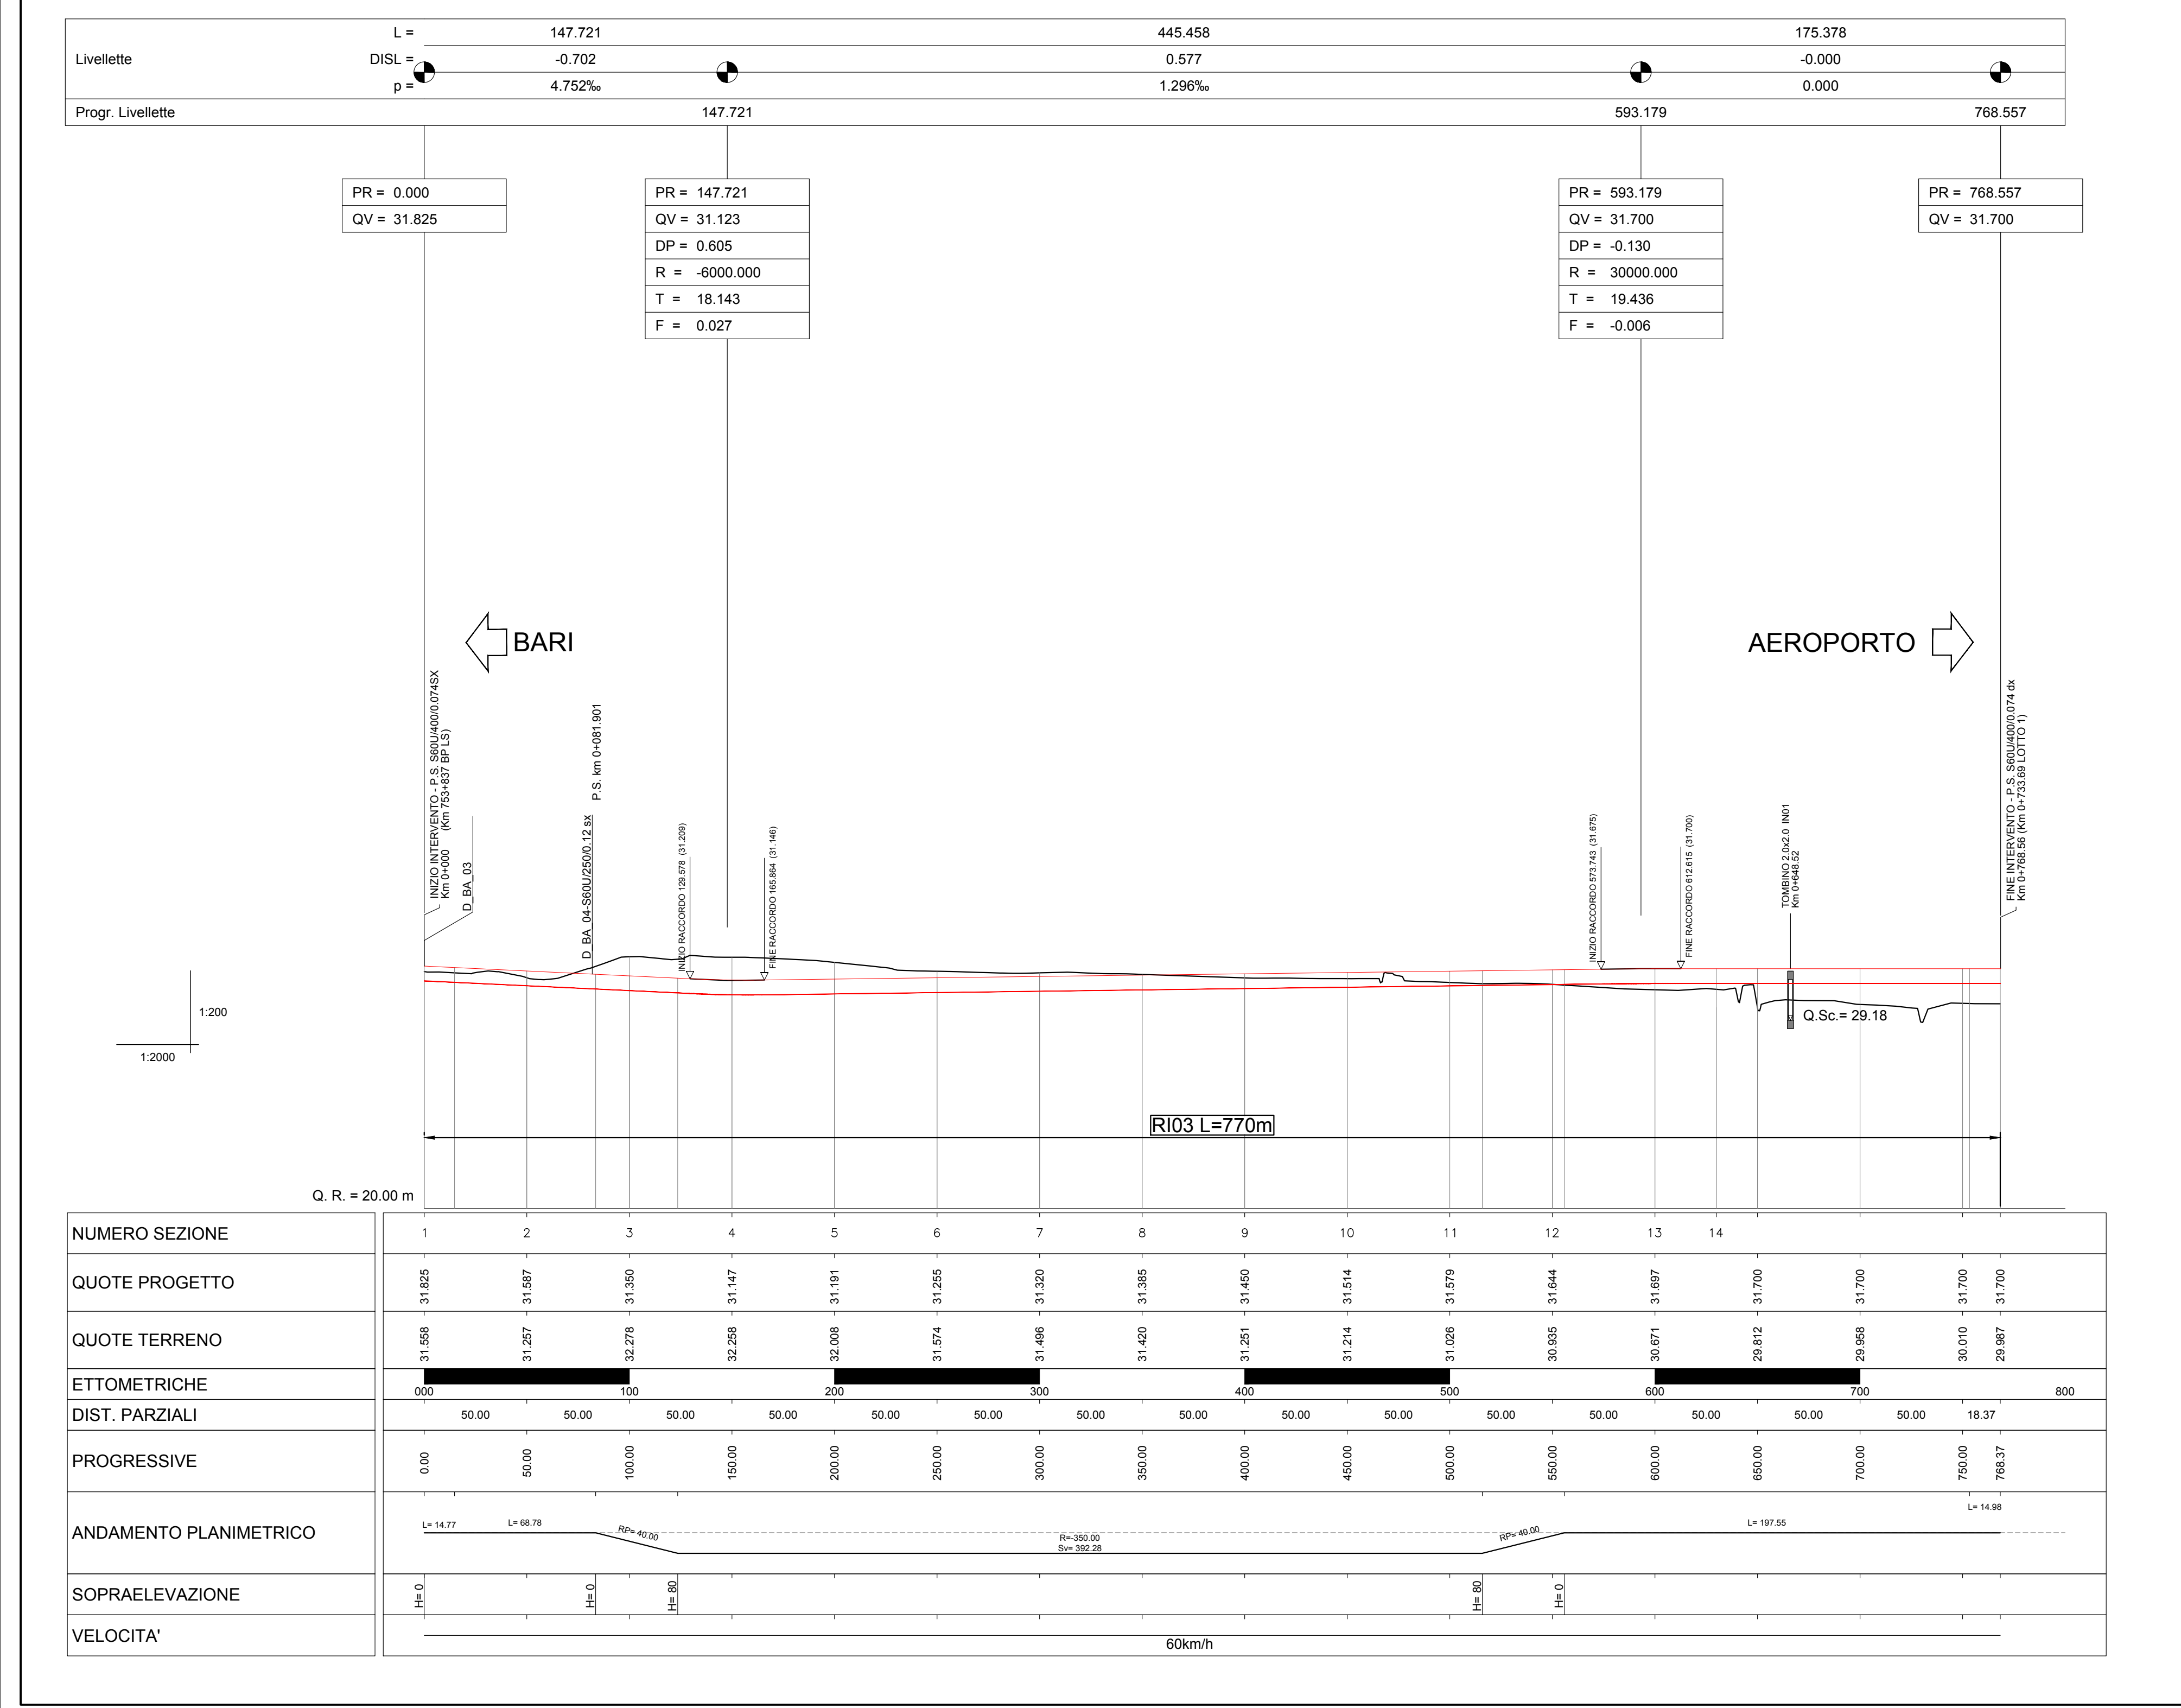 L = 147.721 445.458 175.378
Livellette DISL = -0.702 0.577 -0.000
p = 4.752‰ 1.296‰ 0.000
Progr. Livellette 147.721 593.179 768.557
PR = 0.000
QV = 31.825
PR = 147.721
QV = 31.123
DP = 0.605
R = -6000.000
T = 18.143
F = 0.027
PR = 593.179
QV = 31.700
DP = -0.130
R = 30000.000
T = 19.436
F = -0.006
PR = 768.557
QV = 31.700
BARI
AEROPORTO
INIZIO INTERVENTO - P.S. S60U/400/0.074SX
Km 0+000 (Km 753+837 BP LS)
D_BA_03
D_BA_04-S60U/250/0.12 sx
P.S. km 0+081.901
INIZIO RACCORDO 129.578 (31.209)
FINE RACCORDO 165.864 (31.146)
INIZIO RACCORDO 573.743 (31.675)
FINE RACCORDO 612.615 (31.700)
TOMBINO 2.0x2.0 IN01
Km 0+648.52
FINE INTERVENTO - P.S. S60U/400/0.074 dx
Km 0+768.56 (Km 0+733.69 LOTTO 1)
1:200
1:2000
Q.Sc.= 29.18
RI03 L=770m
Q. R. = 20.00 m
NUMERO SEZIONE 1 2 3 4 5 6 7 8 9 10 11 12 13 14
QUOTE PROGETTO 31.825 31.587 31.350 31.147 31.191 31.255 31.320 31.385 31.450 31.514 31.579 31.644 31.697 31.700 31.700 31.700 31.700
QUOTE TERRENO 31.558 31.257 32.278 32.258 32.008 31.574 31.496 31.420 31.251 31.214 31.026 30.935 30.671 29.812 29.958 30.010 29.987
ETTOMETRICHE 000 100 200 300 400 500 600 700 800
DIST. PARZIALI 50.00 50.00 50.00 50.00 50.00 50.00 50.00 50.00 50.00 50.00 50.00 50.00 50.00 50.00 50.00 18.37
PROGRESSIVE 0.00 50.00 100.00 150.00 200.00 250.00 300.00 350.00 400.00 450.00 500.00 550.00 600.00 650.00 700.00 750.00 768.37
ANDAMENTO PLANIMETRICO L= 14.77 L= 68.78 RP= 40.00 R=-350.00
Sv= 392.28
RP= 40.00 L= 197.55 L= 14.98
SOPRAELEVAZIONE H= 0 H= 0 H= 80 H= 80 H= 0
VELOCITA' 60km/h